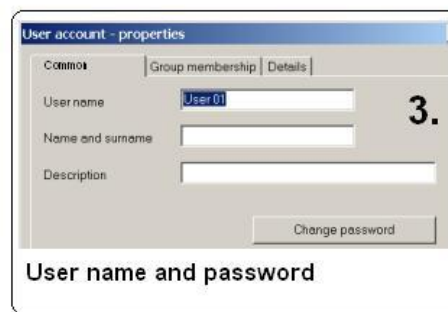 User account - properties
Common Group membership Details
User name User 01
3.
Name and surname
Description
Change password
User name and password